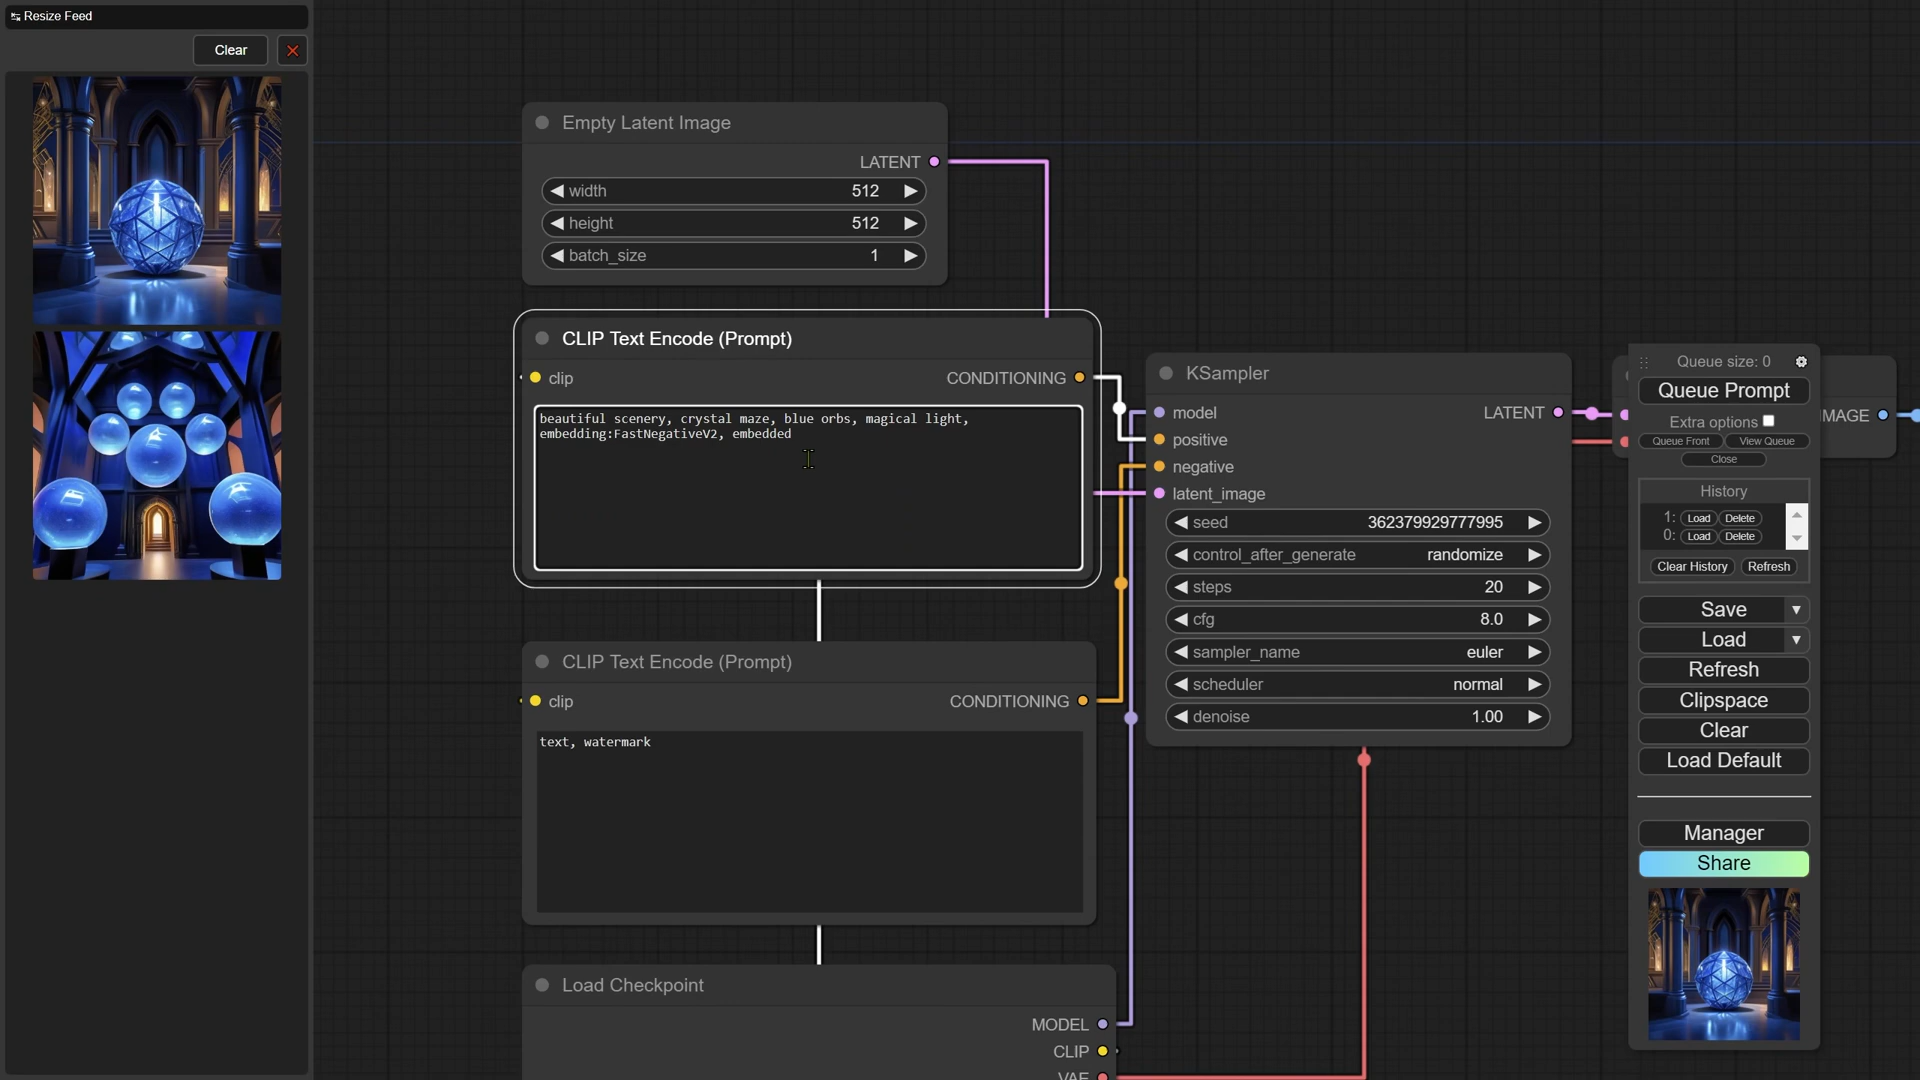 Resize Feed
Clear
Empty Latent Image
LATENT
width 512
height 512
batch_size 1
CLIP Text Encode (Prompt)
clip CONDITIONING
beautiful scenery, crystal maze, blue orbs, magical light,
embedding:FastNegativeV2, embedded
CLIP Text Encode (Prompt)
clip CONDITIONING
text, watermark
Load Checkpoint
MODEL
CLIP
VAE
KSampler
model LATENT
positive
negative
latent_image
seed 362379929777995
control_after_generate randomize
steps 20
cfg 8.0
sampler_name euler
scheduler normal
denoise 1.00
IMAGE
Queue size: 0
Queue Prompt
Extra options
Queue Front View Queue
Close
History
1: Load Delete
0: Load Delete
Clear History Refresh
Save
Load
Refresh
Clipspace
Clear
Load Default
Manager
Share